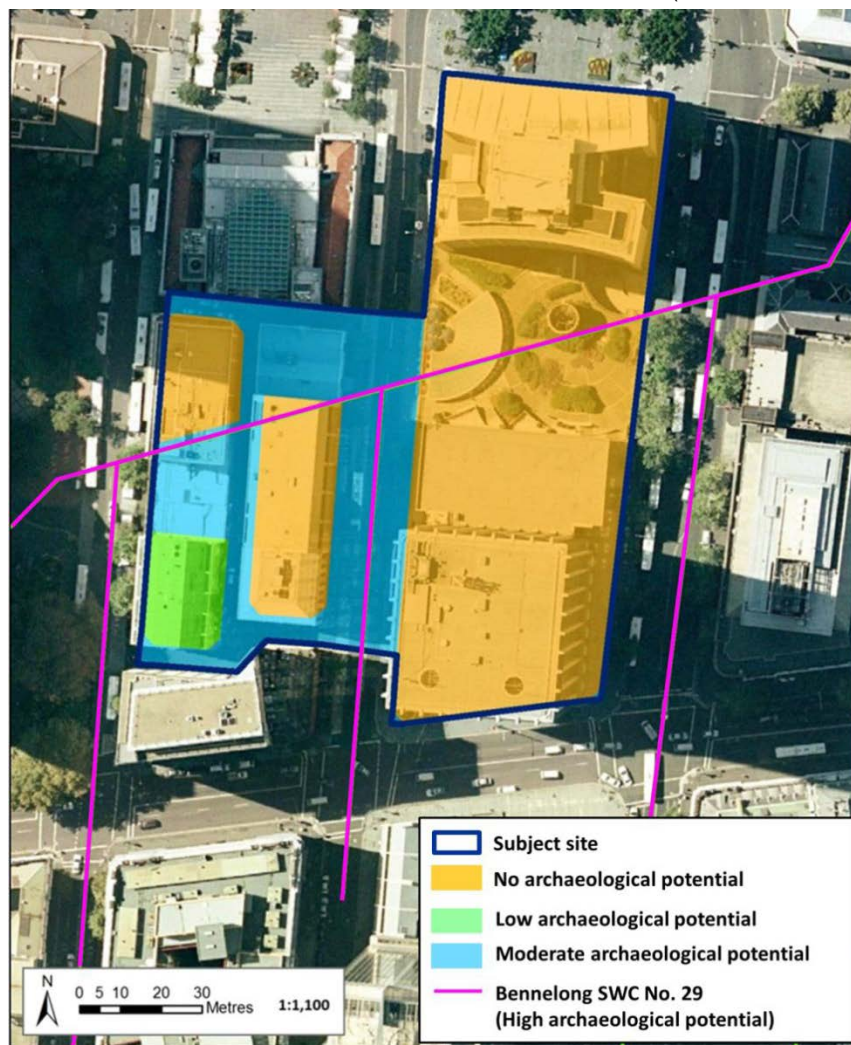 Subject site
No archaeological potential
Low archaeological potential
Moderate archaeological potential
Bennelong SWC No. 29
(High archaeological potential)
N
0 5 10 20 30
Metres
1:1,100